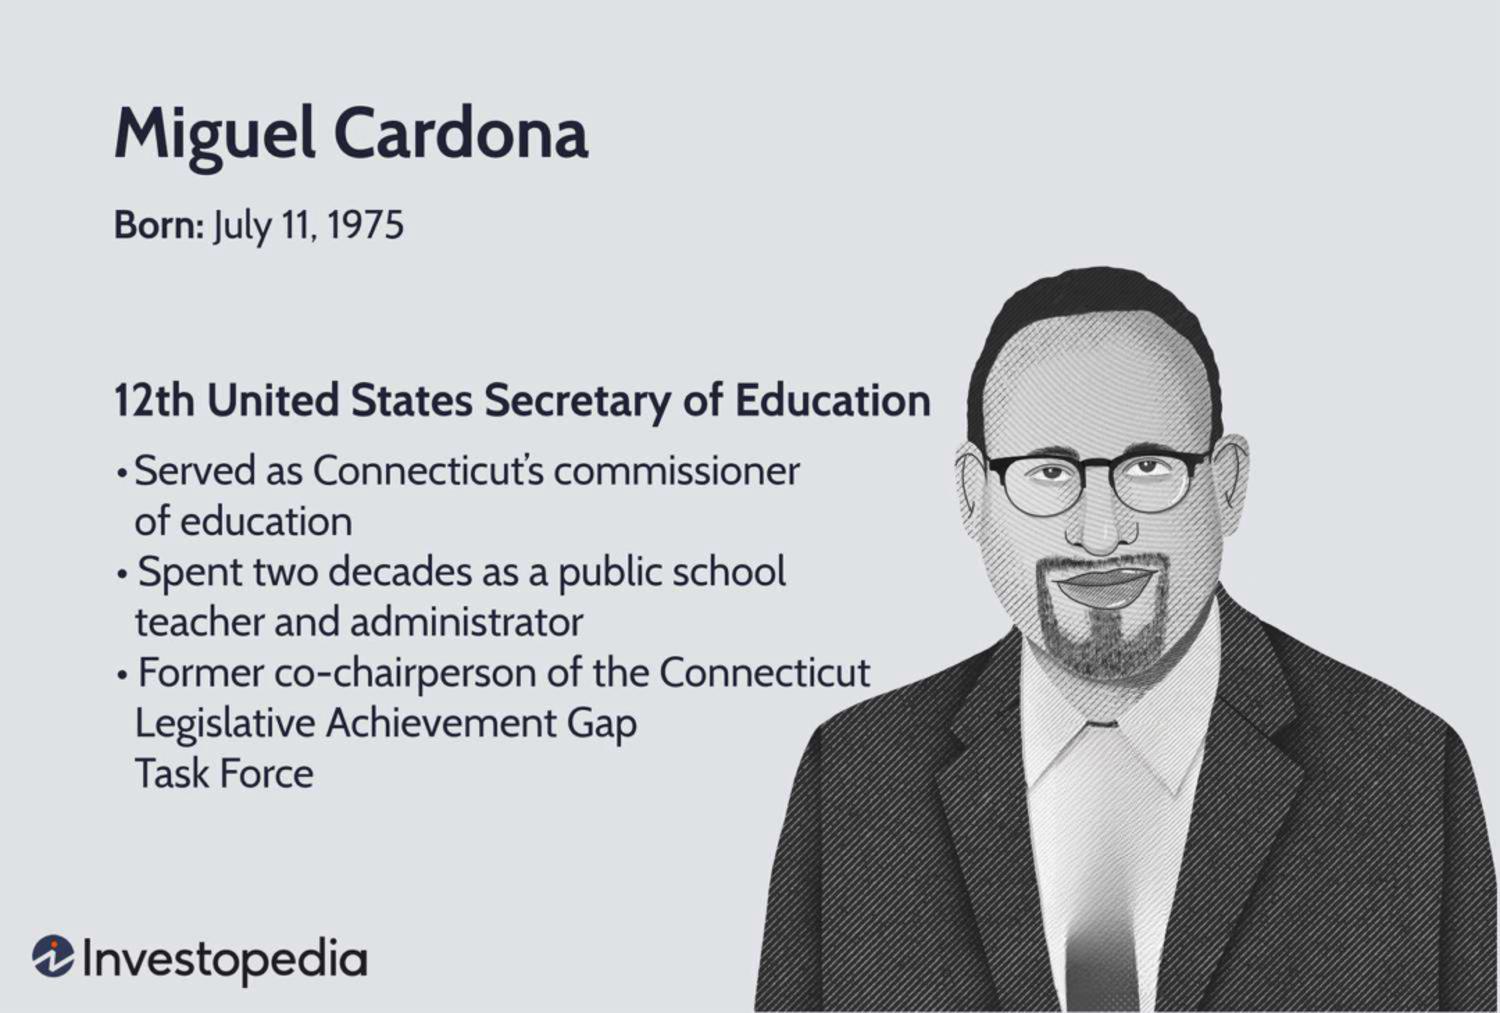 Miguel Cardona
Born: July 11, 1975
12th United States Secretary of Education
• Served as Connecticut’s commissioner
of education
• Spent two decades as a public school
teacher and administrator
• Former co-chairperson of the Connecticut
Legislative Achievement Gap
Task Force
Investopedia